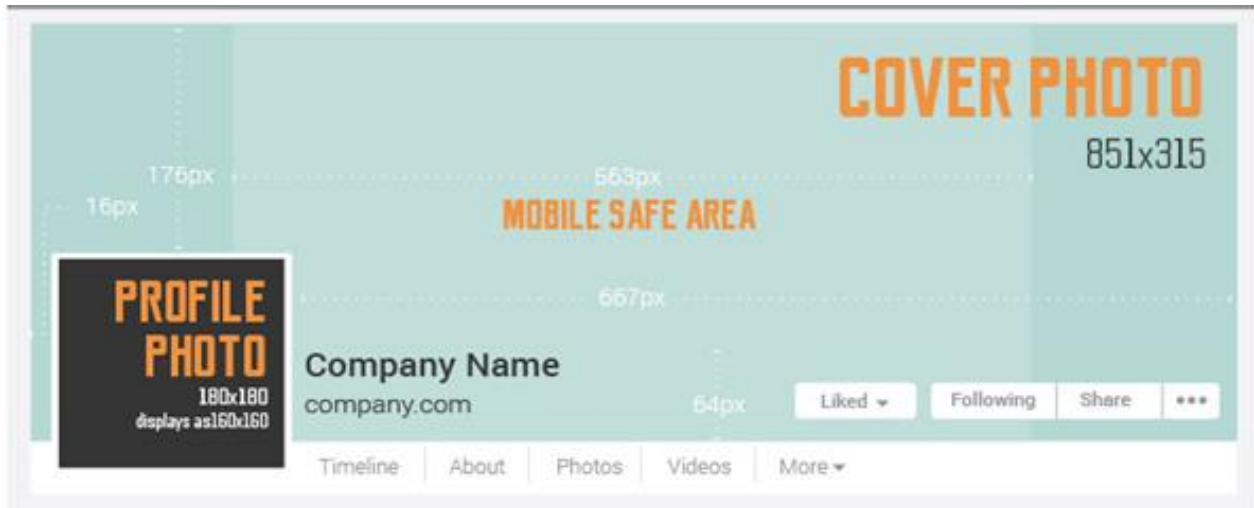 COVER PHOTO
851x315
176px
563px
16px
MOBILE SAFE AREA
667px
PROFILE
PHOTO
180x180
displays as160x160
Company Name
company.com
64px
Liked
Following
Share
Timeline
About
Photos
Videos
More